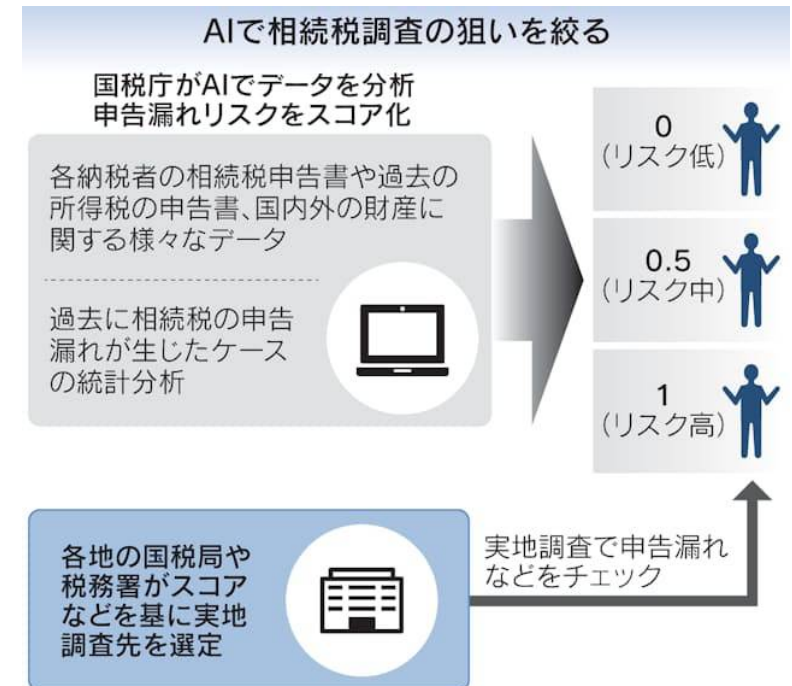 AIで相続税調査の狙いを絞る
国税庁がAIでデータを分析
申告漏れリスクをスコア化
各納税者の相続税申告書や過去の
所得税の申告書、国内外の財産に
関する様々なデータ
過去に相続税の申告
漏れが生じたケース
の統計分析
0
(リスク低)
0.5
(リスク中)
1
(リスク高)
各地の国税局や
税務署がスコア
などを基に実地
調査先を選定
実地調査で申告漏れ
などをチェック